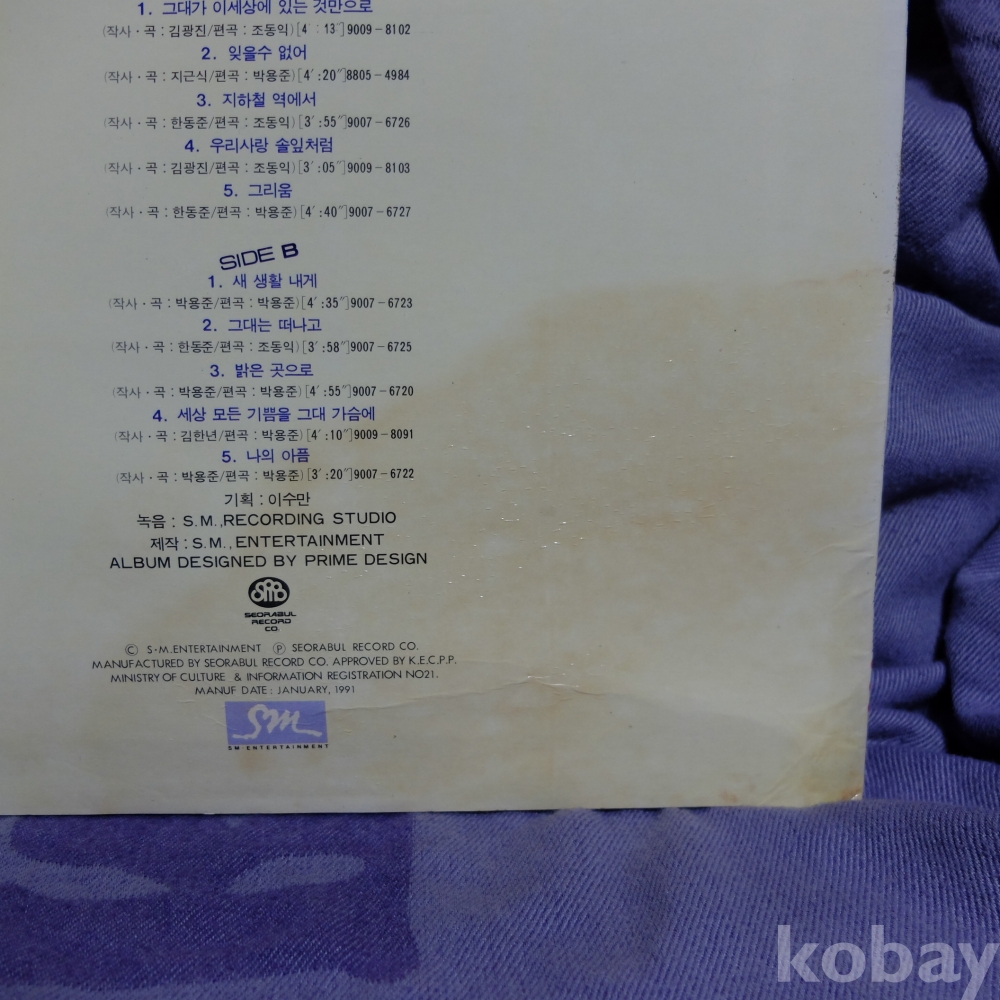 1. 그대가 이세상에 있는 것만으로
(작사·곡 : 김광진/편곡 : 조동익)[4′ : 13″]9009-8102
2. 잊을수 없어
(작사·곡 : 지근식/편곡 : 박용준)[4′ : 20″]8805-4984
3. 지하철 역에서
(작사·곡 : 한동준/편곡 : 조동익)[3′ : 55″]9007-6726
4. 우리사랑 솔잎처럼
(작사·곡 : 김광진/편곡 : 조동익)[3′ : 05″]9009-8103
5. 그리움
(작사·곡 : 한동준/편곡 : 박용준)[4′ : 40″]9007-6727
SIDE B
1. 새 생활 내게
(작사·곡 : 박용준/편곡 : 박용준)[4′ : 35″]9007-6723
2. 그대는 떠나고
(작사·곡 : 한동준/편곡 : 조동익)[3′ : 58″]9007-6725
3. 밝은 곳으로
(작사·곡 : 박용준/편곡 : 박용준)[4′ : 55″]9007-6720
4. 세상 모든 기쁨을 그대 가슴에
(작사·곡 : 김한년/편곡 : 박용준)[4′ : 10″]9009-8091
5. 나의 아픔
(작사·곡 : 박용준/편곡 : 박용준)[3′ : 20″]9007-6722
기획 : 이수만
녹음 : S.M.,RECORDING STUDIO
제작 : S.M., ENTERTAINMENT
ALBUM DESIGNED BY PRIME DESIGN
SRB
SEORABUL
RECORD
CO.
Ⓒ S·M.ENTERTAINMENT Ⓟ SEORABUL RECORD CO.
MANUFACTURED BY SEORABUL RECORD CO. APPROVED BY K.E.C.P.P.
MINISTRY OF CULTURE & INFORMATION REGISTRATION NO21.
MANUF DATE : JANUARY, 1991
SM
SM ENTERTAINMENT
kobay